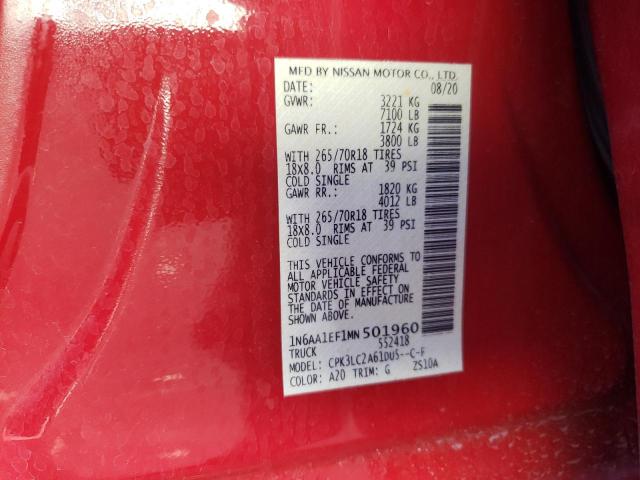 MFD BY NISSAN MOTOR CO., LTD.
DATE: 08/20
GVWR: 3221 KG
7100 LB
GAWR FR.: 1724 KG
3800 LB
WITH 265/70R18 TIRES
18X8.0 RIMS AT 39 PSI
COLD SINGLE
GAWR RR.: 1820 KG
4012 LB
WITH 265/70R18 TIRES
18X8.0 RIMS AT 39 PSI
COLD SINGLE
THIS VEHICLE CONFORMS TO
ALL APPLICABLE FEDERAL
MOTOR VEHICLE SAFETY
STANDARDS IN EFFECT ON
THE DATE OF MANUFACTURE
SHOWN ABOVE.
1N6AA1EF1MN501960
TRUCK 552418
MODEL: CPK3LC2A61DUS--C-F
COLOR: A20 TRIM: G ZS10A